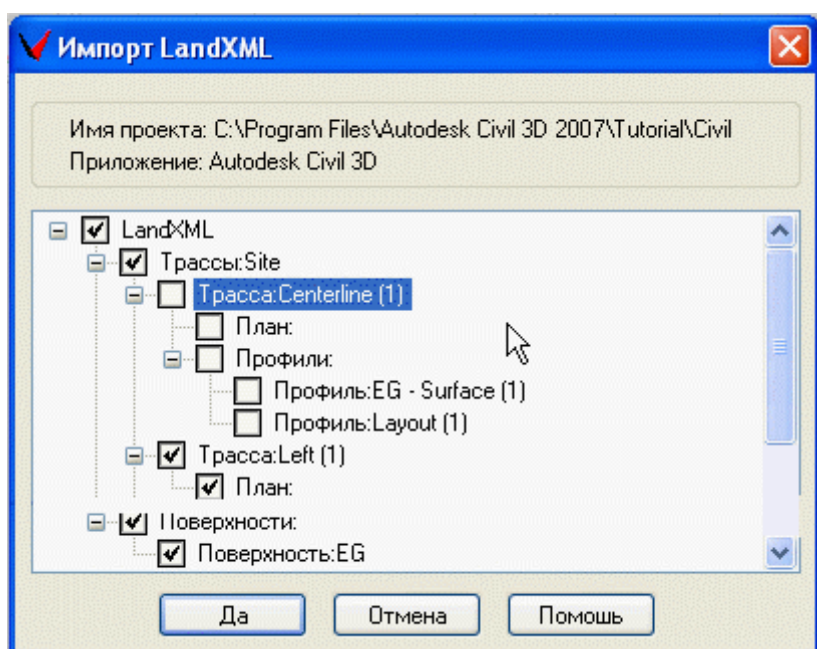 Импорт LandXML
Имя проекта: C:\Program Files\Autodesk Civil 3D 2007\Tutorial\Civil
Приложение: Autodesk Civil 3D
LandXML
Трассы:Site
Трасса:Centerline (1)
План:
Профили:
Профиль:EG - Surface (1)
Профиль:Layout (1)
Трасса:Left (1)
План:
Поверхности:
Поверхность:EG
Да
Отмена
Помошь